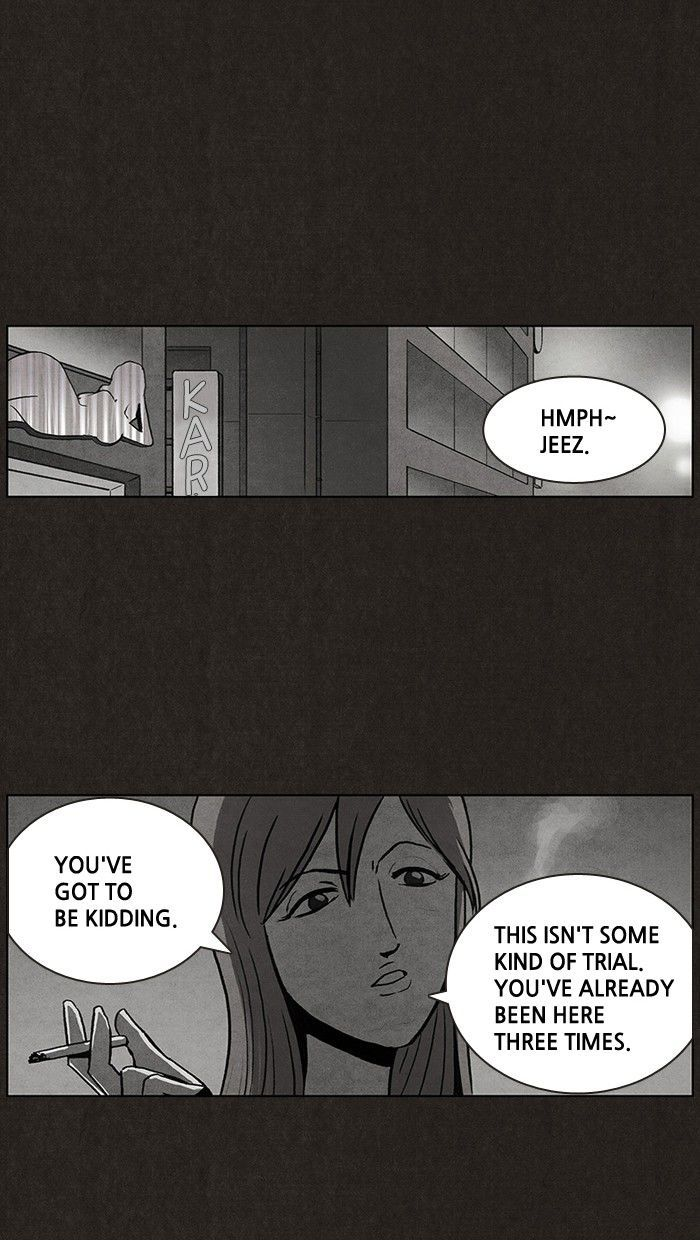 KAR.
HMPH~
JEEZ.
YOU'VE
GOT TO
BE KIDDING.
THIS ISN'T SOME
KIND OF TRIAL.
YOU'VE ALREADY
BEEN HERE
THREE TIMES.